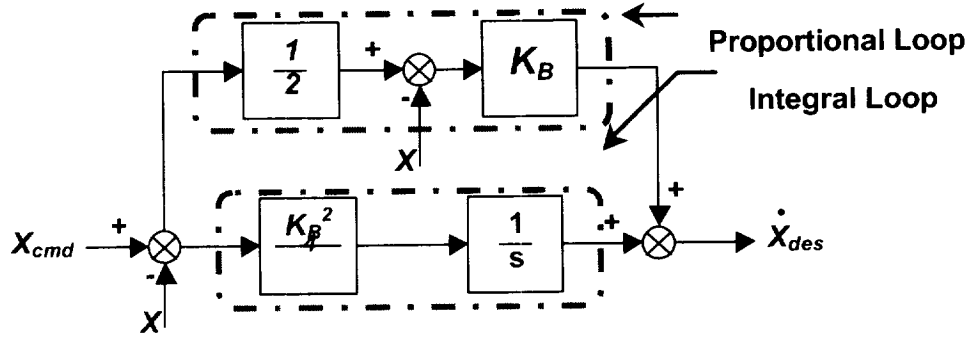 Proportional Loop
Integral Loop
1
2
+
-
K_B
X
+
X_cmd
+
-
X
K_B^2
4
1
s
+
Ẋ_des